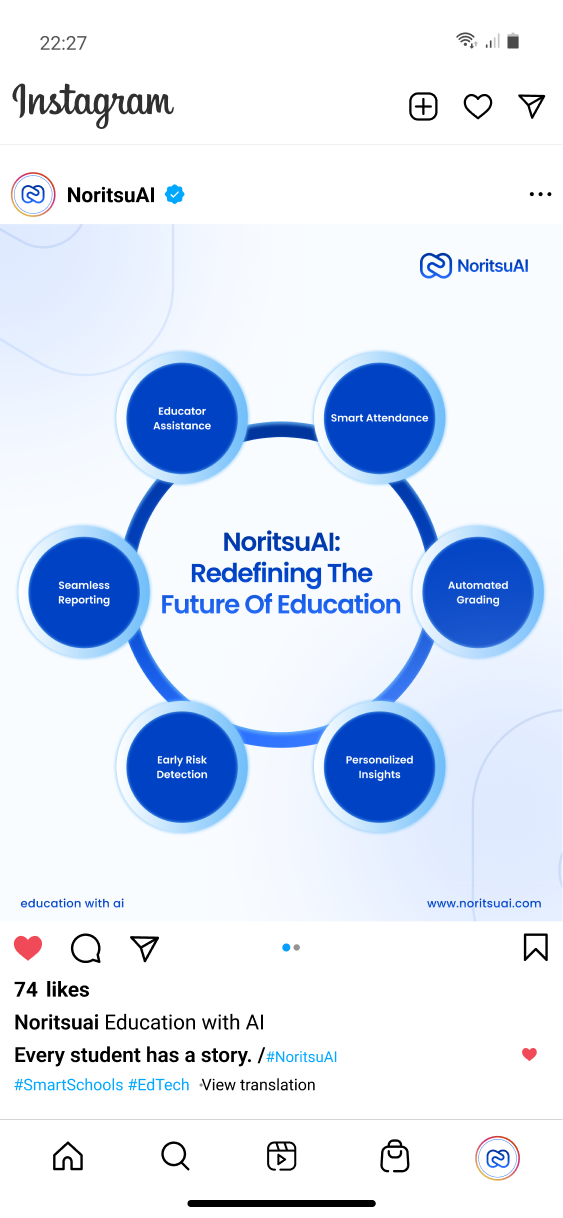 22:27
Instagram
NoritsuAI
NoritsuAI
Educator
Assistance
Smart Attendance
NoritsuAI:
Redefining The
Future Of Education
Seamless
Reporting
Automated
Grading
Early Risk
Detection
Personalized
Insights
education with ai
www.noritsuai.com
74 likes
Noritsuai Education with AI
Every student has a story. /#NoritsuAI
#SmartSchools #EdTech ·View translation